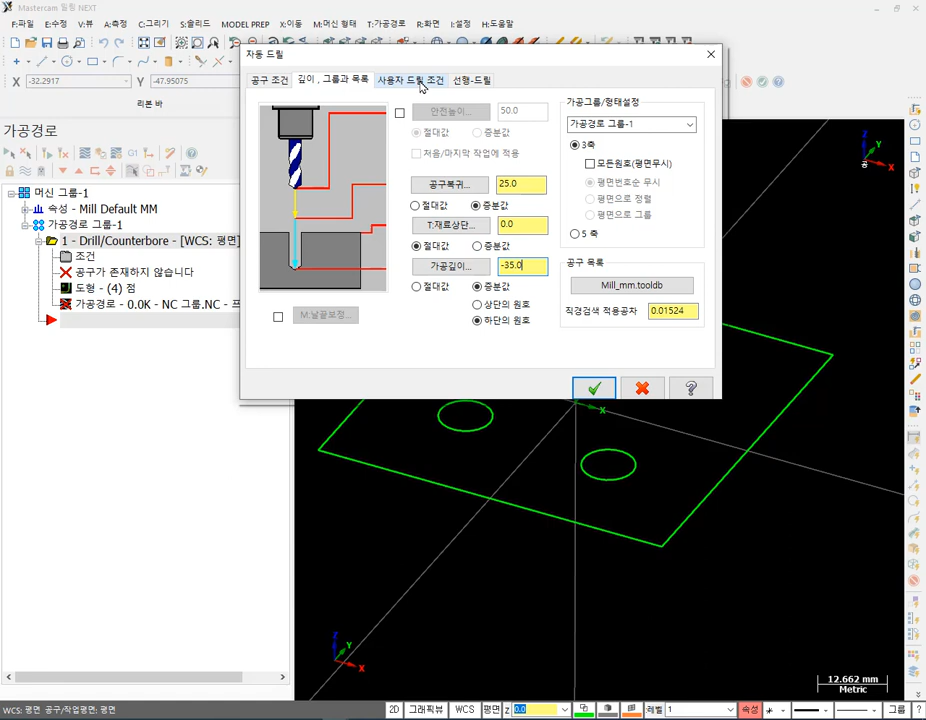 Mastercam 밀링 NEXT
F:파일 E:수정 V:뷰 A:측정 C:그리기 S:솔리드 MODEL PREP X:이동 M:머신 형태 T:가공경로 R:화면 I:설정 H:도움말
X -32.2917 Y -47.95075
리본 바
가공경로
G1
머신 그룹-1
속성 - Mill Default MM
가공경로 그룹-1
1 - Drill/Counterbore - [WCS: 평면]
조건
공구가 존재하지 않습니다
도형 - (4) 점
가공경로 - 0.0K - NC 그룹.NC - 프
자동 드릴
공구 조건 깊이 , 그룹과 목록 사용자 드릴 조건 선행-드릴
안전높이... 50.0
절대값 증분값
처음/마지막 작업에 적용
공구복귀... 25.0
절대값 증분값
T:재료상단... 0.0
절대값 증분값
가공깊이... -35.0
절대값 증분값
상단의 원호
하단의 원호
M:날끝보정...
가공그룹/형태설정
가공경로 그룹-1
3축
모든원호(평면무시)
평면번호순 무시
평면으로 정렬
평면으로 그룹
5 축
공구 목록
Mill_mm.tooldb
직경검색 적용공차 0.01524
Z
Y
X
X
Z
Y
X
12.662 mm
Metric
WCS: 평면 공구/작업평면: 평면
2D 그래픽뷰 WCS 평면 Z 0.0 레벨 1 속성 그룹 ?